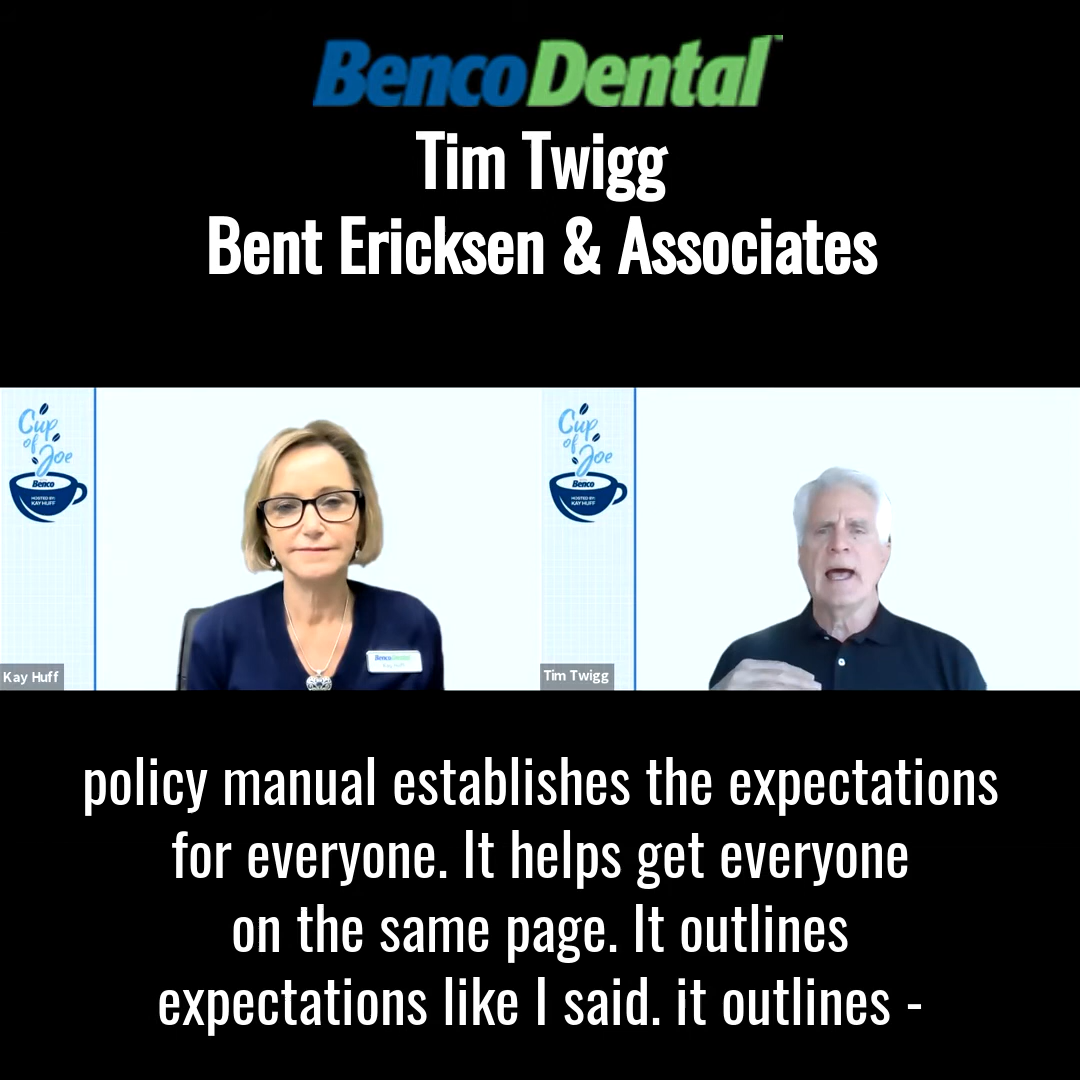 BencoDental™
Tim Twigg
Bent Ericksen & Associates
Cup
of
Joe
Benco
HOSTED BY:
KAY HUFF
Kay Huff
BencoDental
Cup
of
Joe
Benco
HOSTED BY:
KAY HUFF
Tim Twigg
policy manual establishes the expectations
for everyone. It helps get everyone
on the same page. It outlines
expectations like I said. it outlines -